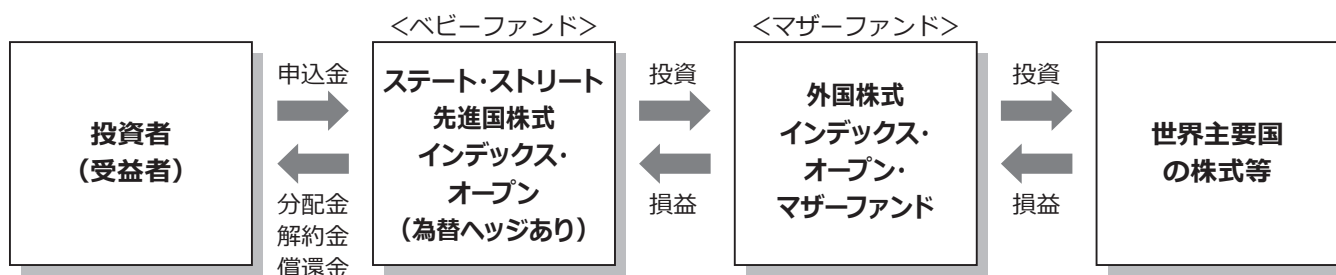 ＜ベビーファンド＞
＜マザーファンド＞
投資者
（受益者）
申込金
分配金
解約金
償還金
ステート・ストリート
先進国株式
インデックス・
オープン
（為替ヘッジあり）
投資
損益
外国株式
インデックス・
オープン・
マザーファンド
投資
損益
世界主要国
の株式等